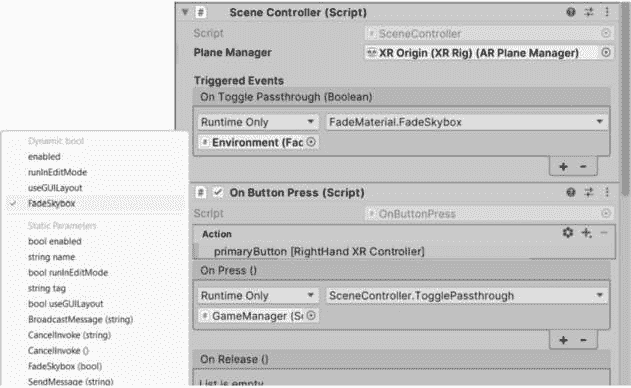 Scene Controller (Script)
Script
SceneController
Plane Manager
XR Origin (XR Rig) (AR Plane Manager)
Triggered Events
On Toggle Passthrough (Boolean)
Runtime Only
FadeMaterial.FadeSkybox
Environment (Fac
+ -
On Button Press (Script)
Script
OnButtonPress
Action
primaryButton [RightHand XR Controller]
On Press ()
Runtime Only
SceneController.TogglePassthrough
GameManager (Sc
+ -
On Release ()
List is empty
Dynamic bool
enabled
runInEditMode
useGUILayout
FadeSkybox
Static Parameters
bool enabled
string name
bool runInEditMode
string tag
bool useGUILayout
BroadcastMessage (string)
CancelInvoke (string)
CancelInvoke ()
FadeSkybox (bool)
SendMessage (string)